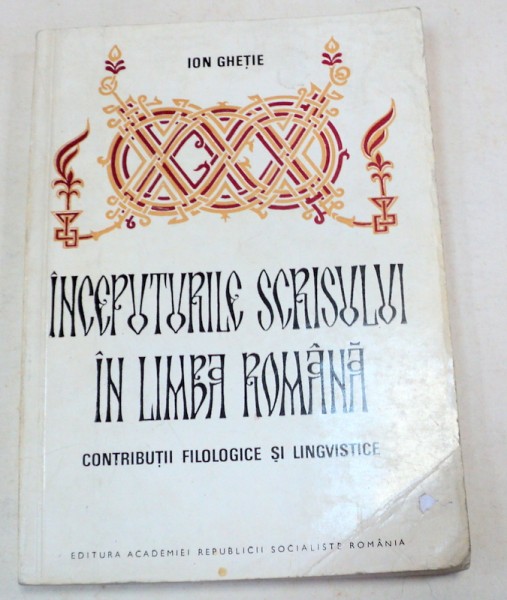 ION GHEȚIE
ÎNCEPUTURILE SCRISULUI
ÎN LIMBA ROMÂNĂ
CONTRIBUȚII FILOLOGICE ȘI LINGVISTICE
EDITURA ACADEMIEI REPUBLICII SOCIALISTE ROMÂNIA